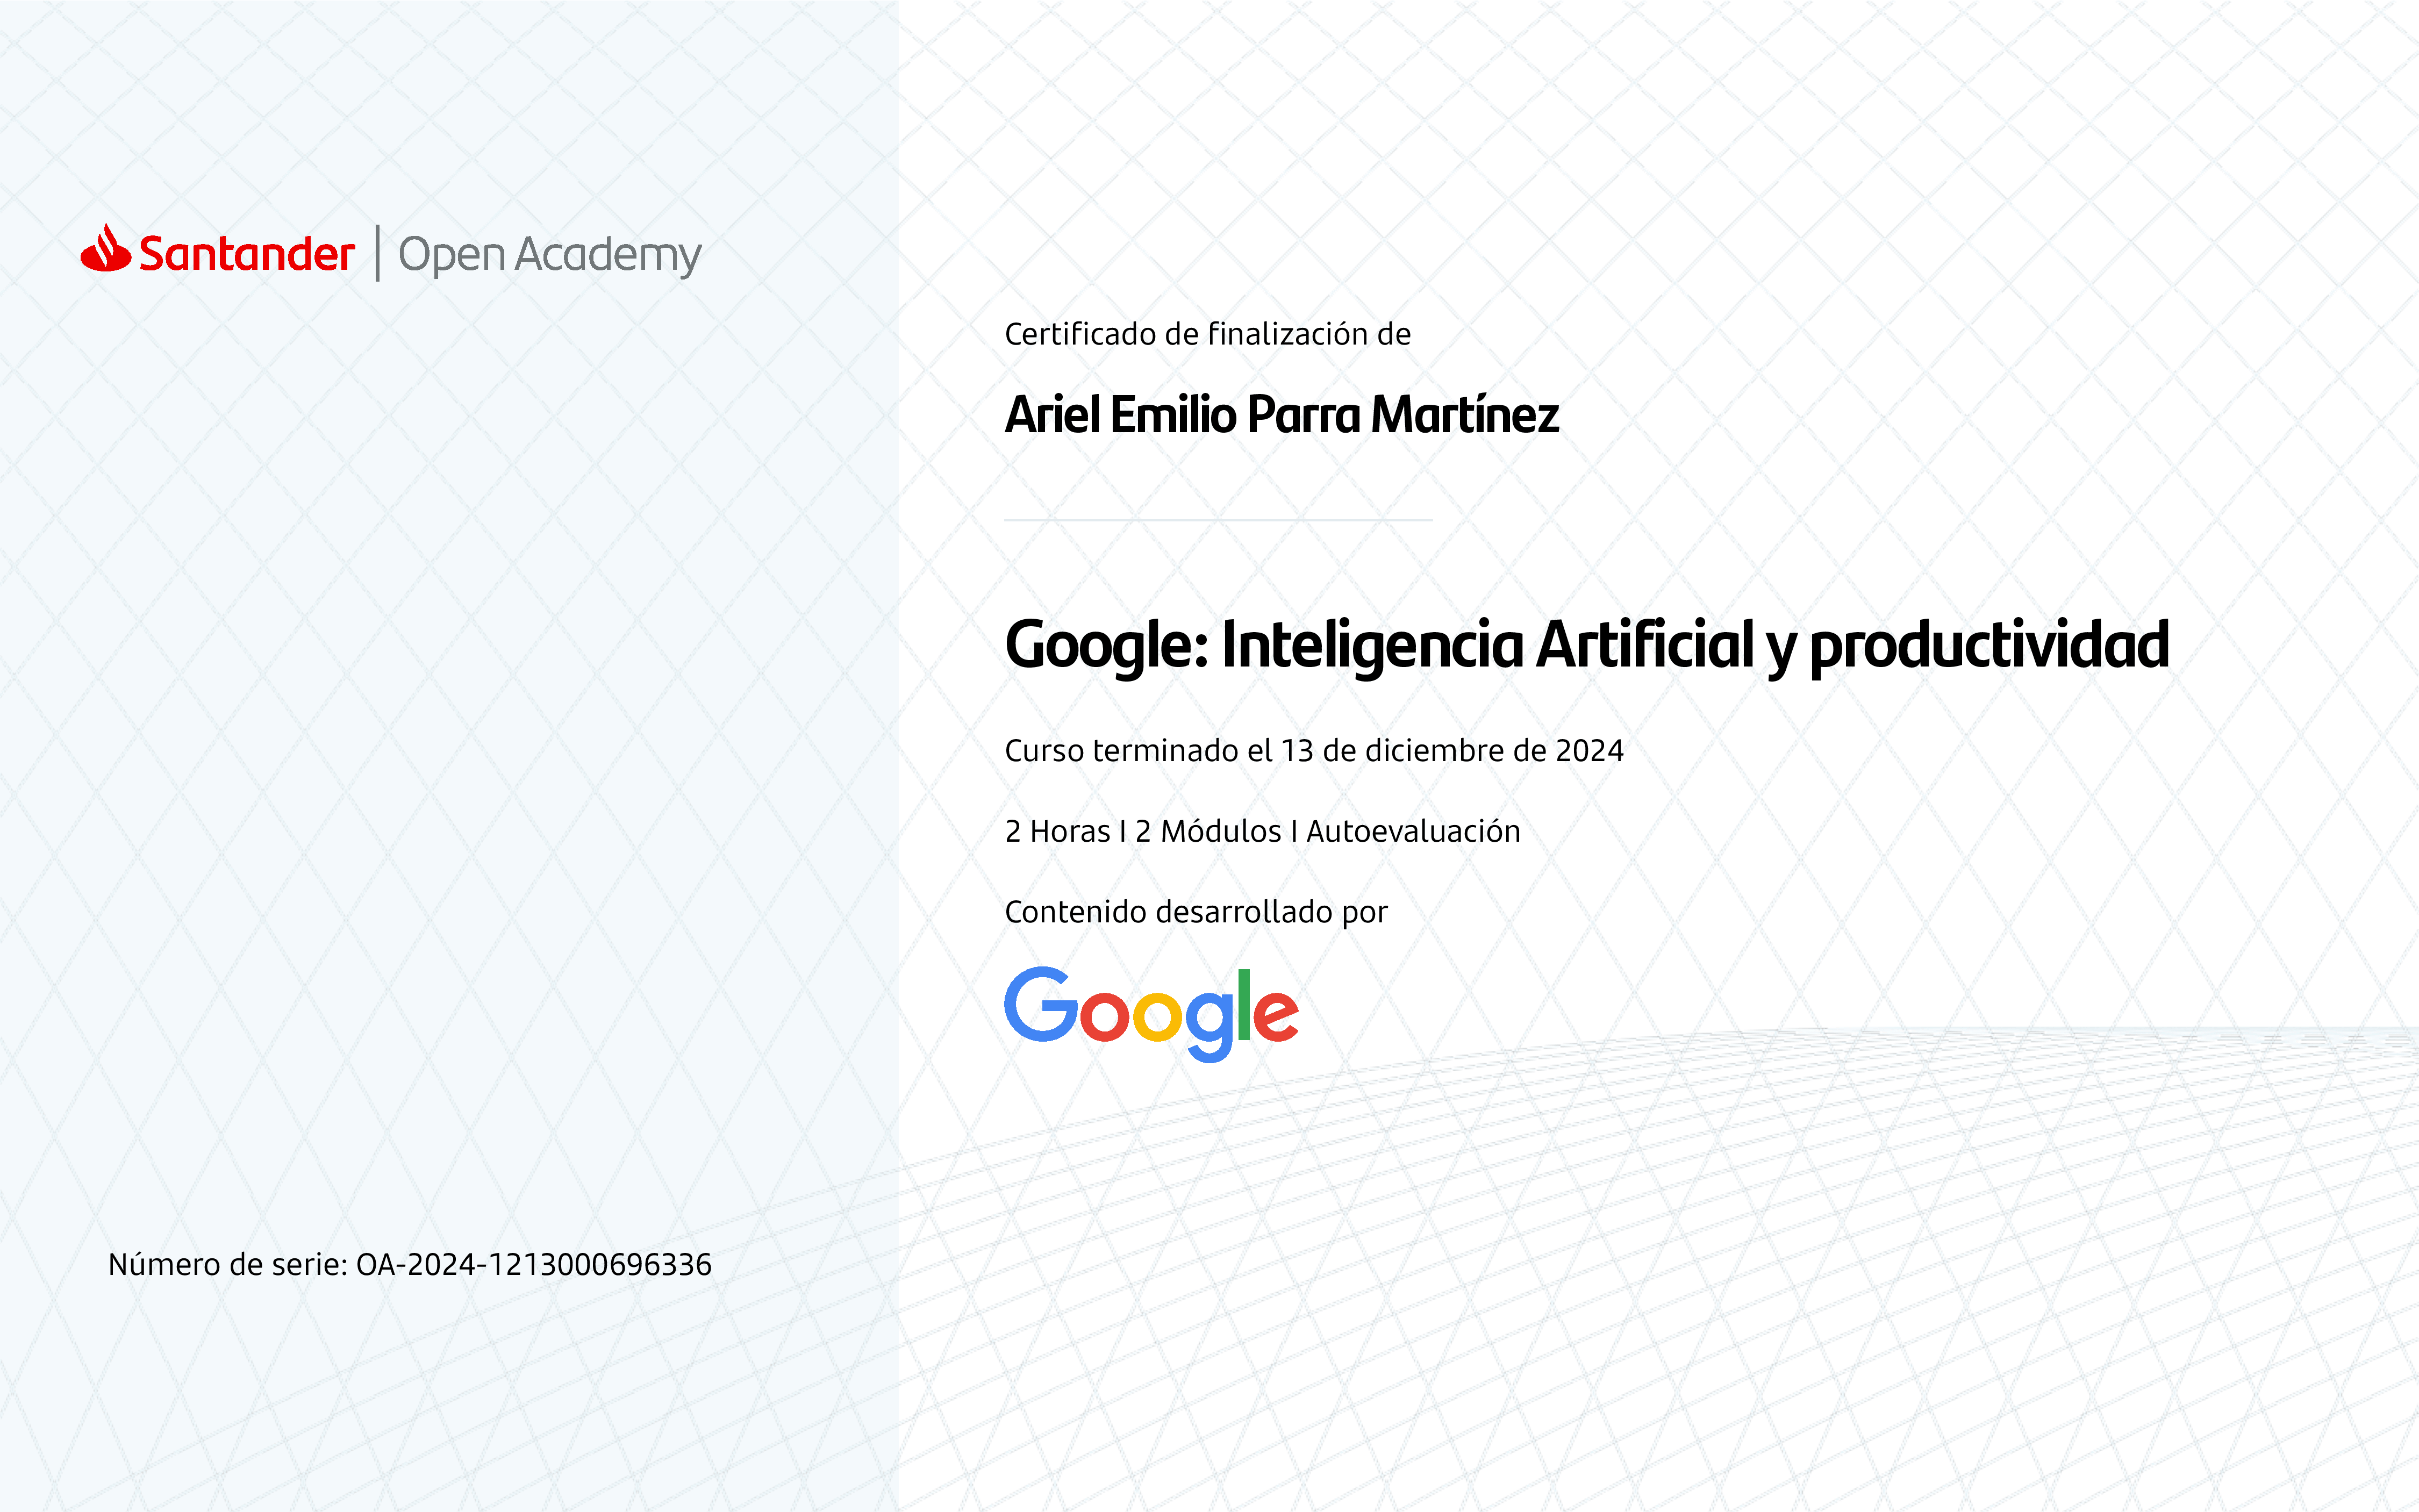 Santander | Open Academy
Certificado de finalización de
Ariel Emilio Parra Martínez
Google: Inteligencia Artificial y productividad
Curso terminado el 13 de diciembre de 2024
2 Horas I 2 Módulos I Autoevaluación
Contenido desarrollado por
Google
Número de serie: OA-2024-1213000696336